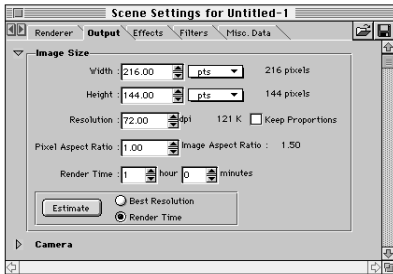 Scene Settings for Untitled-1
Renderer Output Effects Filters Misc. Data
Image Size
Width : 216.00 pts 216 pixels
Height : 144.00 pts 144 pixels
Resolution : 72.00 dpi 121 K Keep Proportions
Pixel Aspect Ratio : 1.00 Image Aspect Ratio : 1.50
Render Time : 1 hour 0 minutes
Estimate
Best Resolution
Render Time
Camera